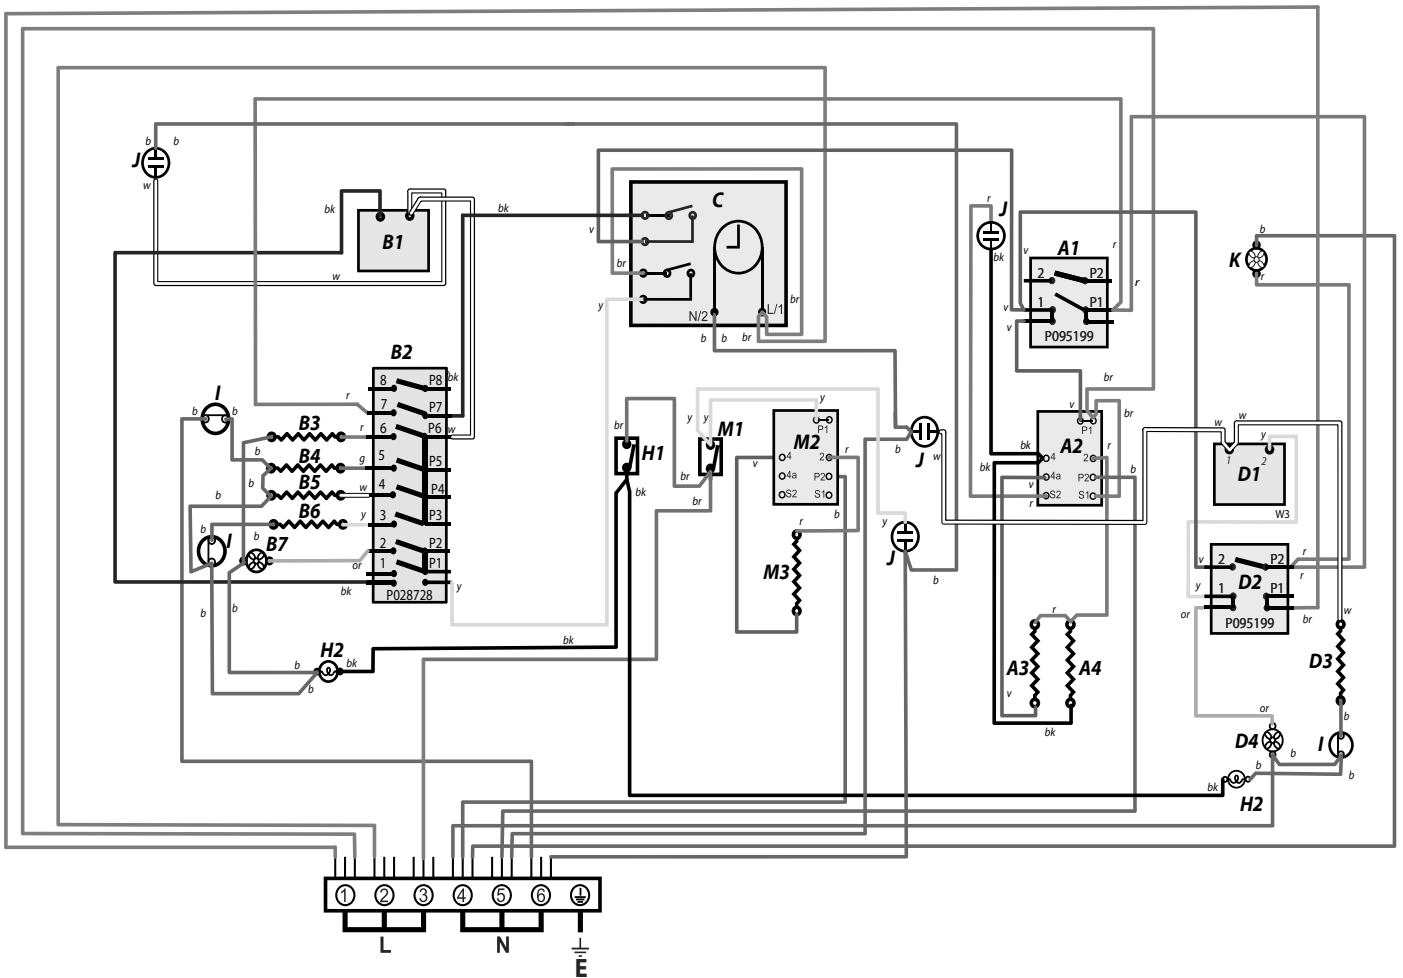 b
b
J
w
bk
B1
w
bk
v
br
y
C
N/2
L/1
br
b
b
br
r
J
bk
v
A1
r
r
2
P2
1
P1
v
v
P095199
b
K
r
B2
8
P8
bk
7
P7
r
6
P6
w
5
P5
4
P4
3
P3
2
P2
1
P1
P028728
I
b
b
B3
r
b
B4
g
b
B5
w
b
B6
y
b
b
I
B7
or
bk
y
b
b
H2
b
b
bk
bk
br
H1
bk
y
y
M1
br
br
y
P1
M2
4
2
4a
P2
S2
S1
v
r
b
r
M3
b
J
w
y
J
b
br
v
P1
br
A2
bk
bk
4
2
r
4a
P2
b
v
S2
S1
r
r
A3
A4
v
bk
w
w
y
1
2
D1
W3
v
2
P2
r
r
D2
y
1
P1
or
br
P095199
w
D3
or
b
D4
b
I
b
b
bk
H2
1
2
3
4
5
6
L
N
E